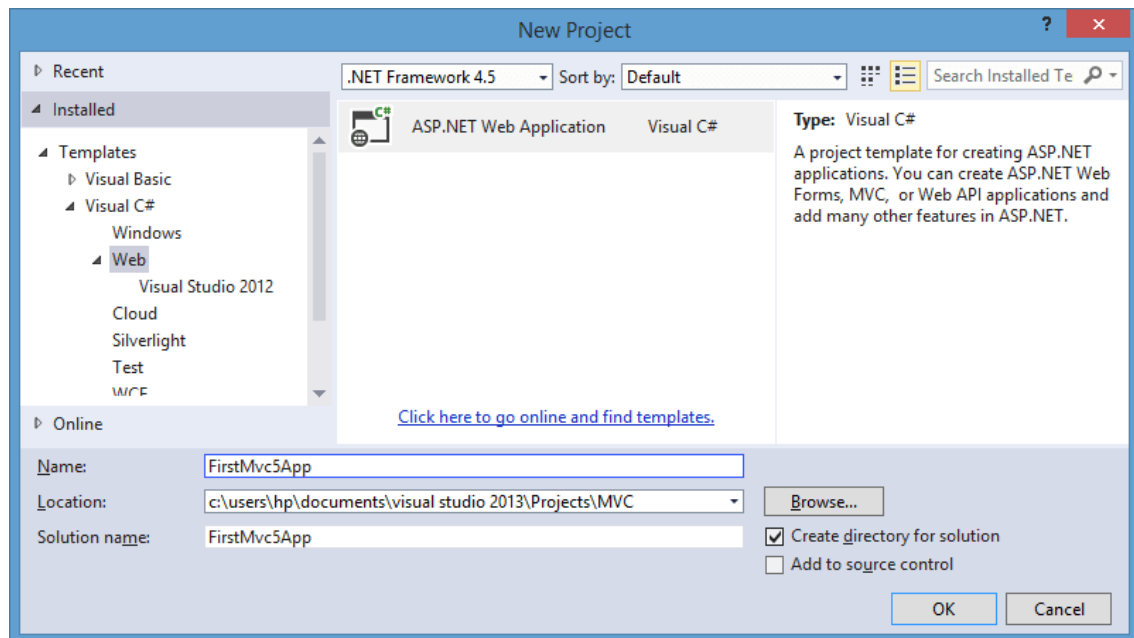 New Project
?
Recent
.NET Framework 4.5
Sort by:
Default
Search Installed Te
Installed
Templates
Visual Basic
Visual C#
Windows
Web
Visual Studio 2012
Cloud
Silverlight
Test
WCF
Online
C#
ASP.NET Web Application
Visual C#
Click here to go online and find templates.
Type: Visual C#
A project template for creating ASP.NET
applications. You can create ASP.NET Web
Forms, MVC, or Web API applications and
add many other features in ASP.NET.
Name:
FirstMvc5App
Location:
c:\users\hp\documents\visual studio 2013\Projects\MVC
Browse...
Solution name:
FirstMvc5App
Create directory for solution
Add to source control
OK
Cancel